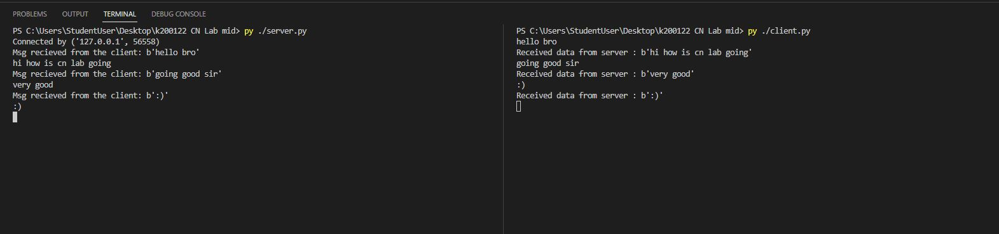 PROBLEMS OUTPUT TERMINAL DEBUG CONSOLE
PS C:\Users\StudentUser\Desktop\k200122 CN Lab mid> py ./server.py
Connected by ('127.0.0.1', 56558)
Msg recieved from the client: b'hello bro'
hi how is cn lab going
Msg recieved from the client: b'going good sir'
very good
Msg recieved from the client: b':)'
:)
PS C:\Users\StudentUser\Desktop\k200122 CN Lab mid> py ./client.py
hello bro
Received data from server : b'hi how is cn lab going'
going good sir
Received data from server : b'very good'
:)
Received data from server : b':)'